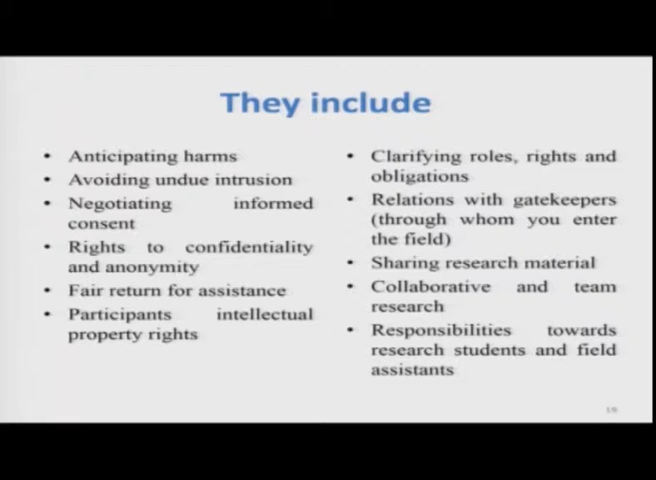 They include
• Anticipating harms
• Avoiding undue intrusion
• Negotiating informed
consent
• Rights to confidentiality
and anonymity
• Fair return for assistance
• Participants intellectual
property rights
• Clarifying roles, rights and
obligations
• Relations with gatekeepers
(through whom you enter
the field)
• Sharing research material
• Collaborative and team
research
• Responsibilities towards
research students and field
assistants